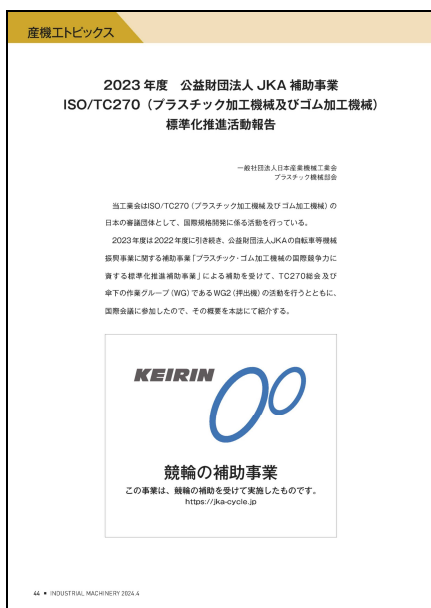 産機工トピックス
2023 年度　公益財団法人 JKA 補助事業
ISO/TC270（プラスチック加工機械及びゴム加工機械）
標準化推進活動報告
一般社団法人日本産業機械工業会
プラスチック機械部会
当工業会はISO/TC270（プラスチック加工機械及びゴム加工機械）の
日本の審議団体として、国際規格開発に係る活動を行っている。
2023年度は2022年度に引き続き、公益財団法人JKAの自転車等機械
振興事業に関する補助事業「プラスチック・ゴム加工機械の国際競争力に
資する標準化推進補助事業」による補助を受けて、TC270総会及び
傘下の作業グループ（WG）であるWG2（押出機）の活動を行うとともに、
国際会議に参加したので、その概要を本誌にて紹介する。
KEIRIN
競輪の補助事業
この事業は、競輪の補助を受けて実施したものです。
https://jka-cycle.jp
44 ■ INDUSTRIAL MACHINERY 2024.4